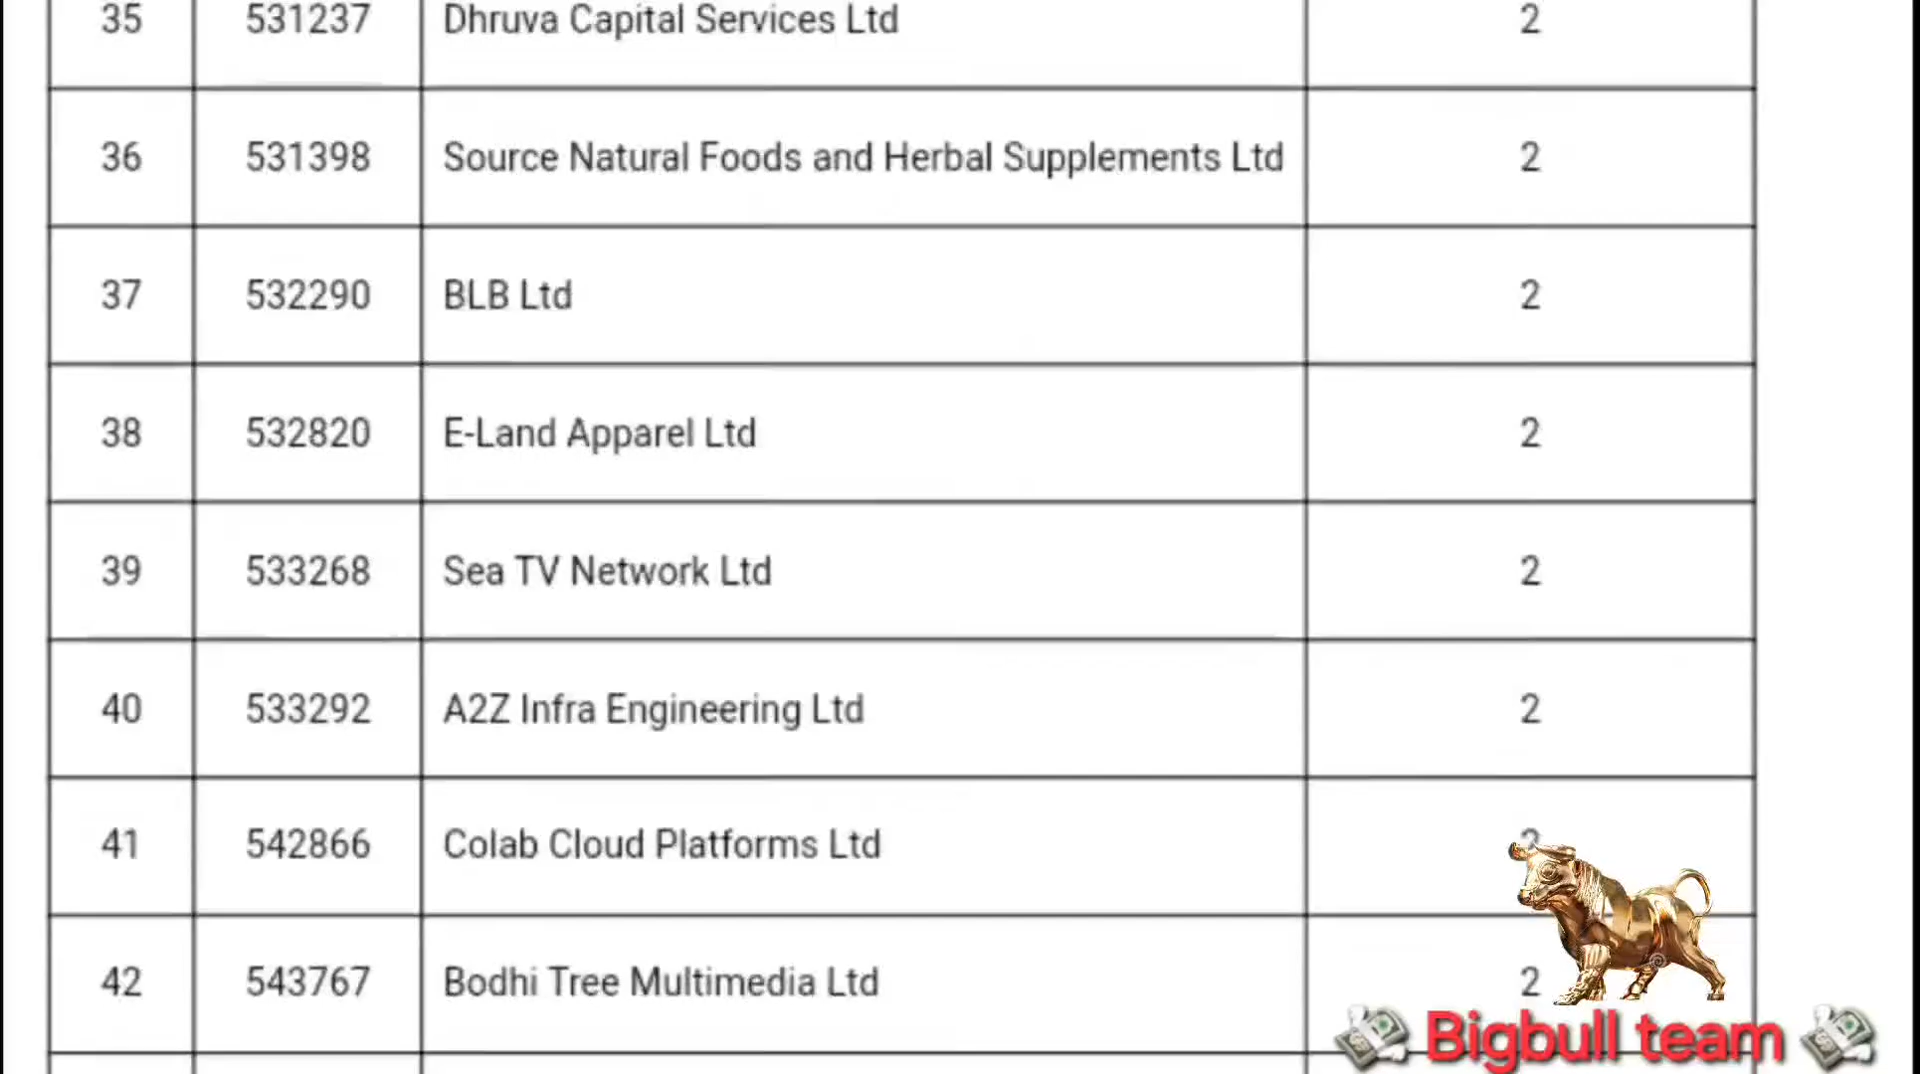 35 531237 Dhruva Capital Services Ltd 2
36 531398 Source Natural Foods and Herbal Supplements Ltd 2
37 532290 BLB Ltd 2
38 532820 E-Land Apparel Ltd 2
39 533268 Sea TV Network Ltd 2
40 533292 A2Z Infra Engineering Ltd 2
41 542866 Colab Cloud Platforms Ltd
42 543767 Bodhi Tree Multimedia Ltd 2
Bigbull team